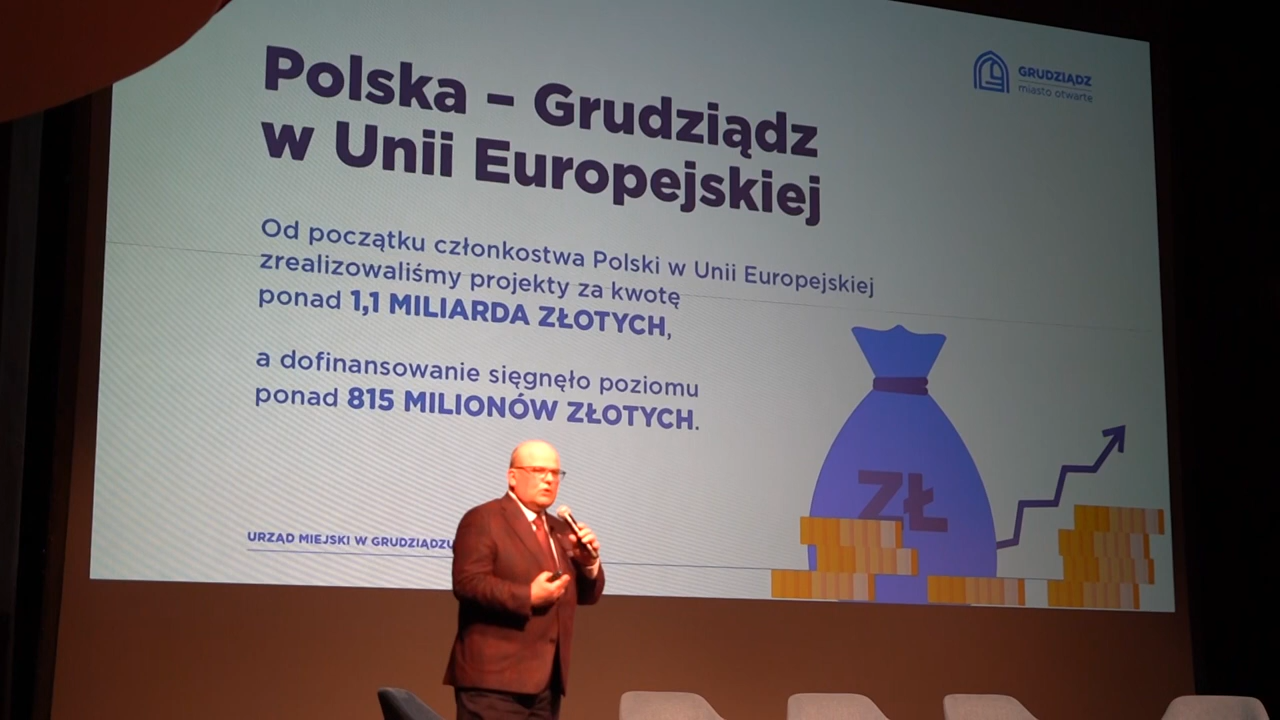 Polska – Grudziądz
w Unii Europejskiej
GRUDZIĄDZ
miasto otwarte
Od początku członkostwa Polski w Unii Europejskiej
zrealizowaliśmy projekty za kwotę
ponad 1,1 MILIARDA ZŁOTYCH,
a dofinansowanie sięgnęło poziomu
ponad 815 MILIONÓW ZŁOTYCH.
ZŁ
URZĄD MIEJSKI W GRUDZIĄDZU